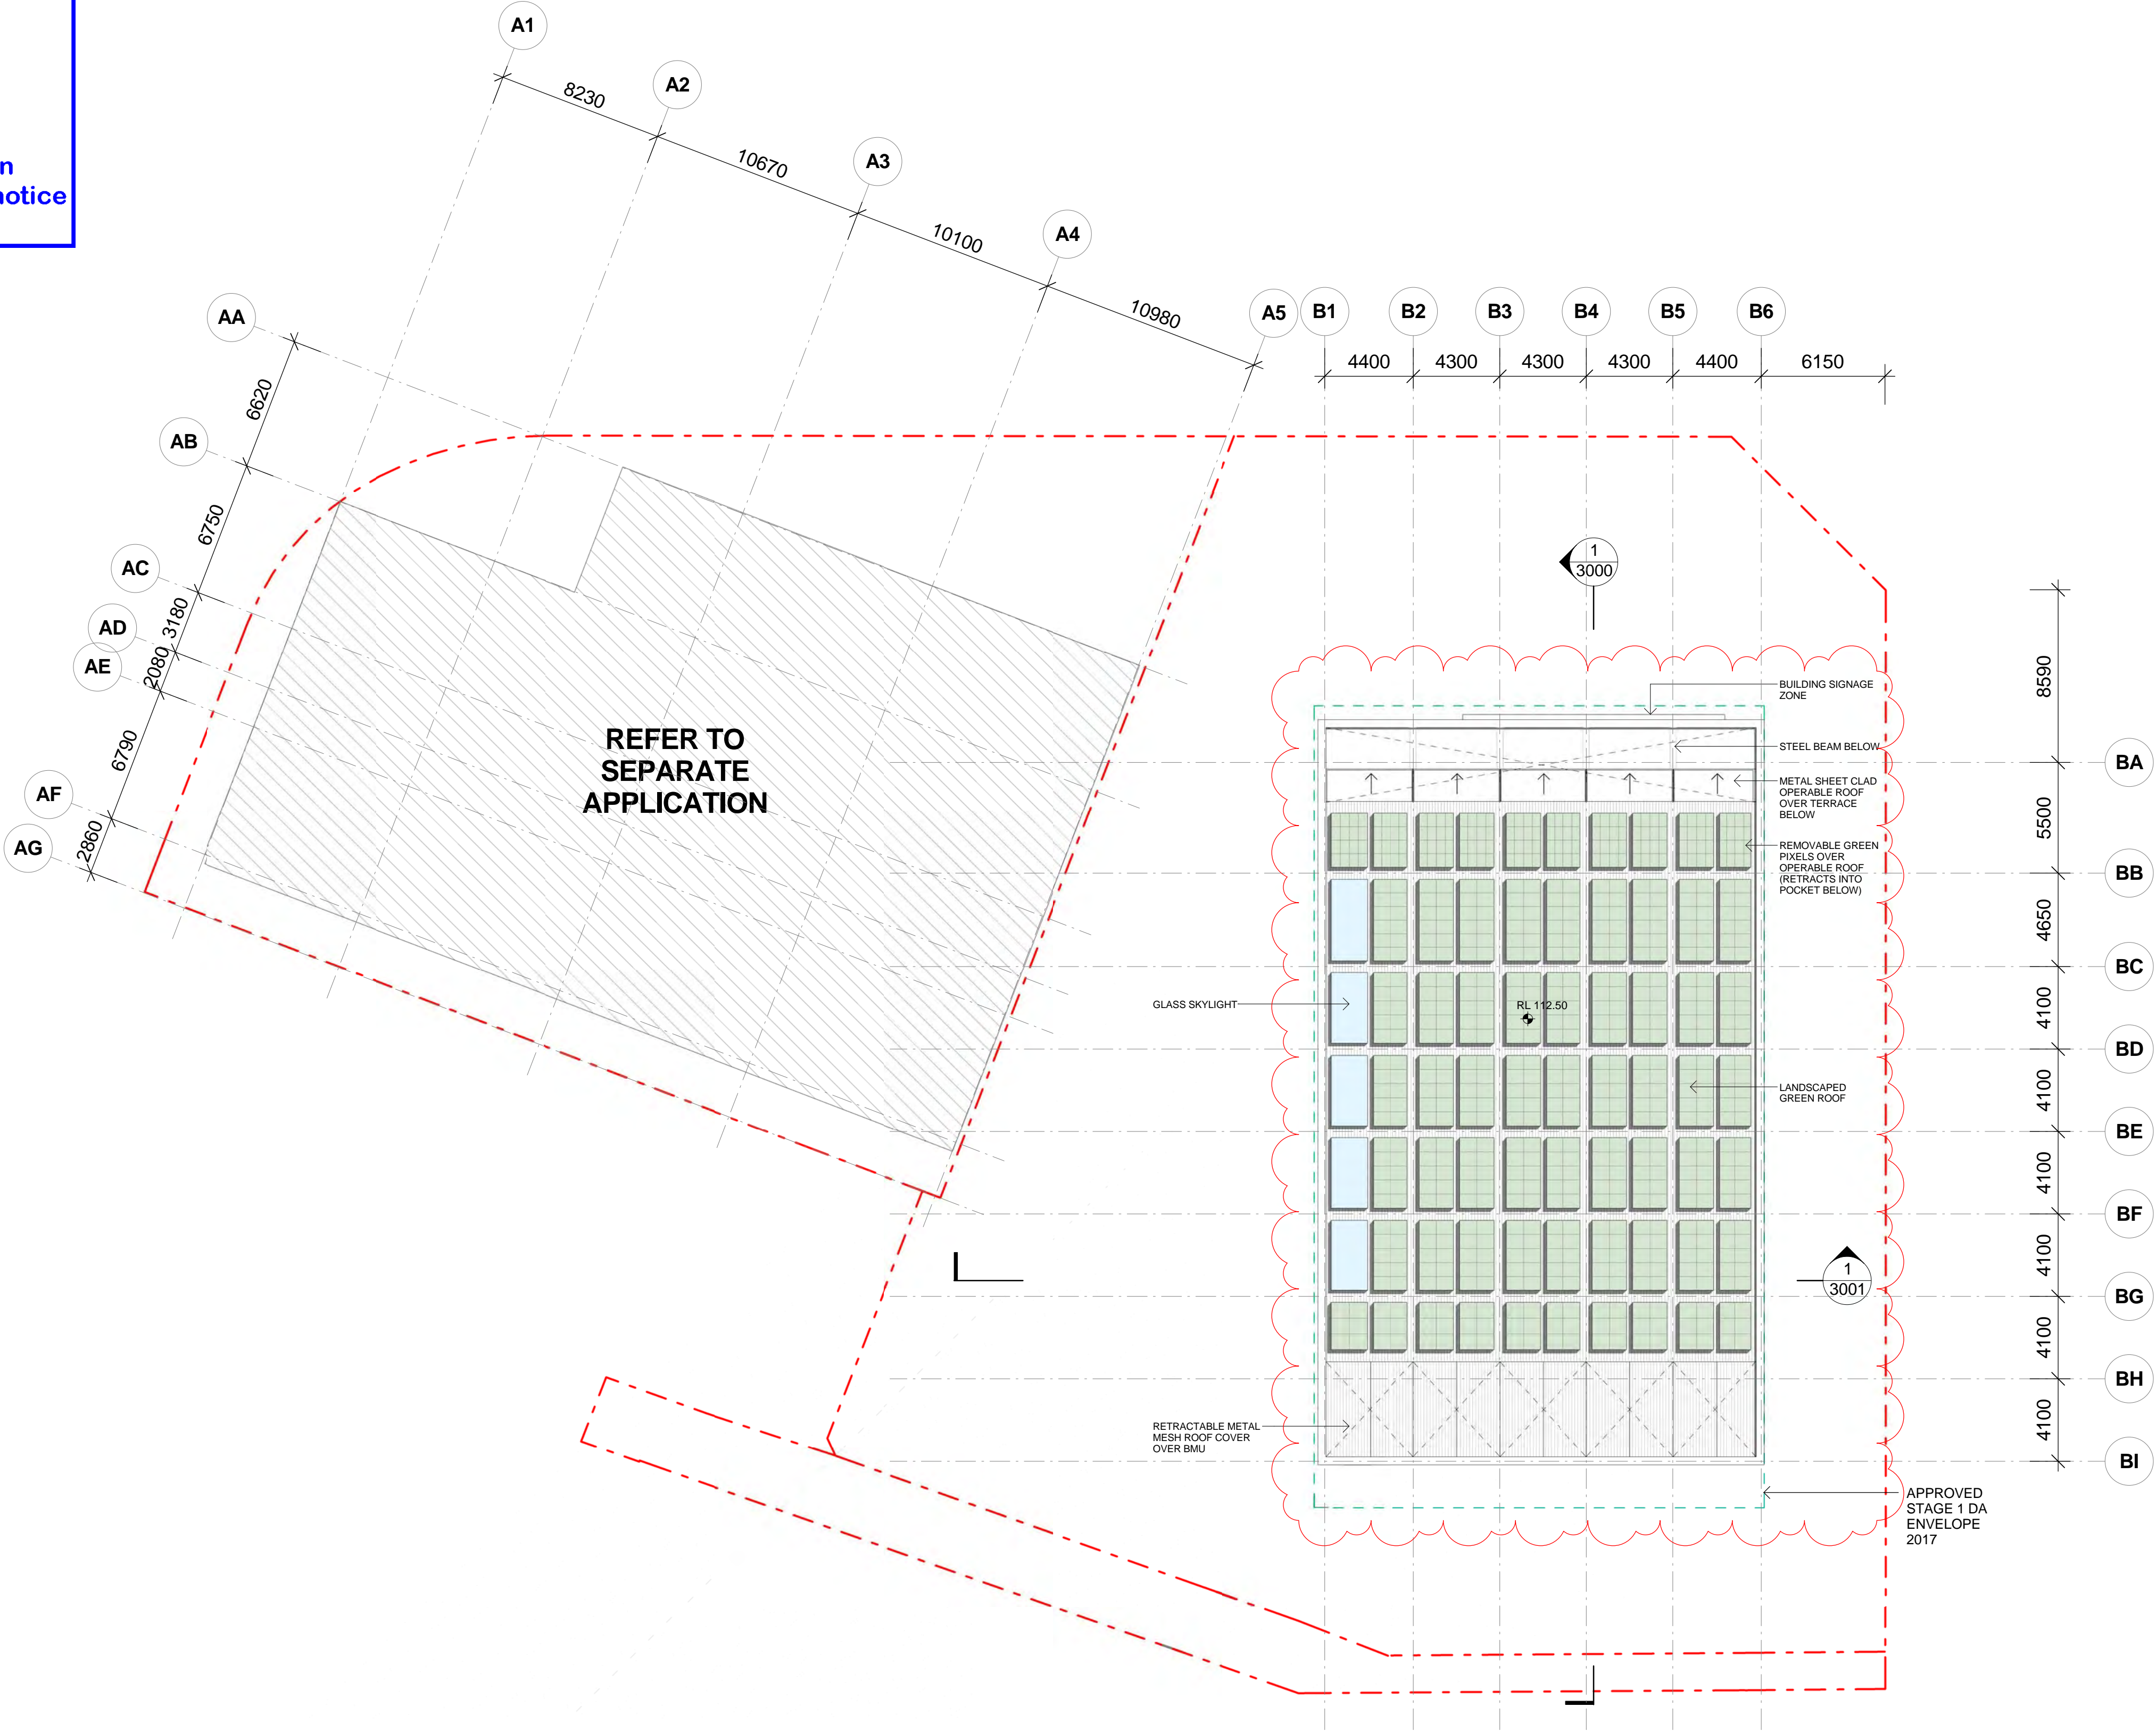 n
notice
A1
A2
A3
A4
A5
8230
10670
10100
10980
AA
AB
AC
AD
AE
AF
AG
6620
6750
3180
2080
6790
2860
B1
B2
B3
B4
B5
B6
4400
4300
4300
4300
4400
6150
REFER TO
SEPARATE
APPLICATION
1
3000
BUILDING SIGNAGE
ZONE
STEEL BEAM BELOW
METAL SHEET CLAD
OPERABLE ROOF
OVER TERRACE
BELOW
REMOVABLE GREEN
PIXELS OVER
OPERABLE ROOF
(RETRACTS INTO
POCKET BELOW)
GLASS SKYLIGHT
RL 112.50
LANDSCAPED
GREEN ROOF
1
3001
RETRACTABLE METAL
MESH ROOF COVER
OVER BMU
APPROVED
STAGE 1 DA
ENVELOPE
2017
8590
5500
4650
4100
4100
4100
4100
4100
4100
BA
BB
BC
BD
BE
BF
BG
BH
BI